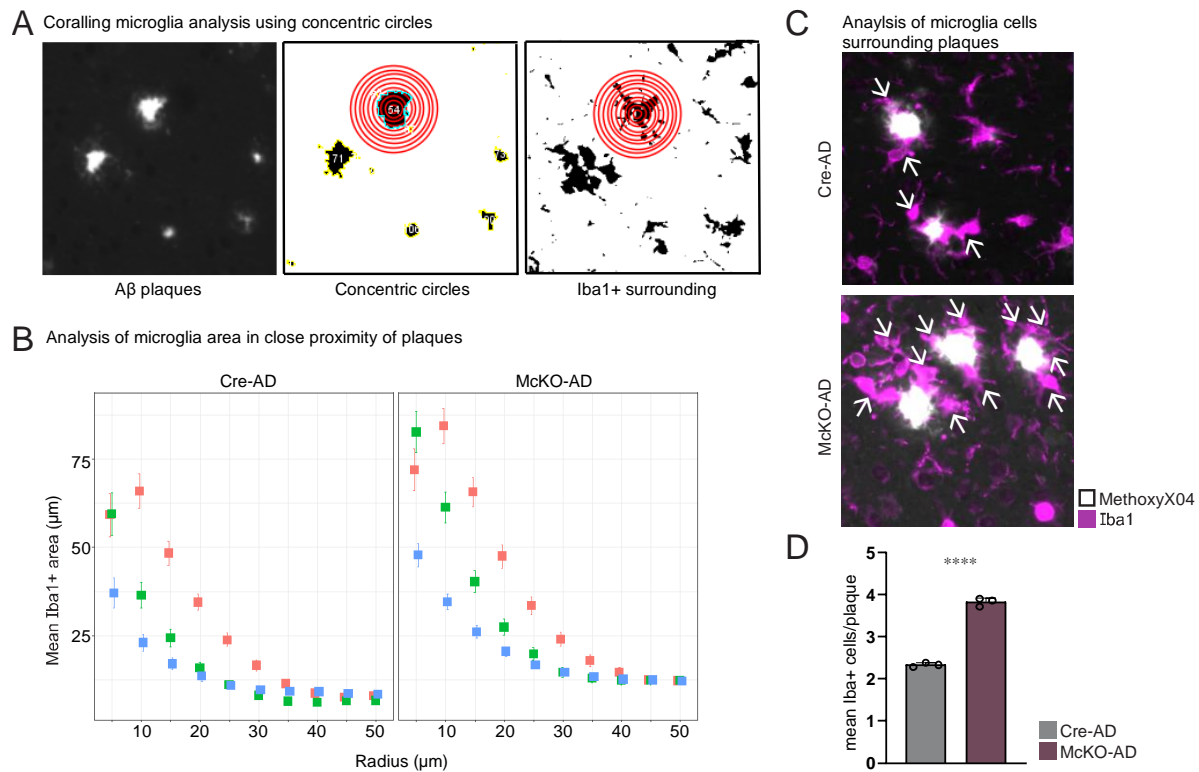 A Coralling microglia analysis using concentric circles
54
71
Aβ plaques
Concentric circles
Iba1+ surrounding
B Analysis of microglia area in close proximity of plaques
Cre-AD
McKO-AD
Mean Iba1+ area (µm)
75
50
25
10 20 30 40 50
10 20 30 40 50
Radius (µm)
C Anaylsis of microglia cells
surrounding plaques
Cre-AD
McKO-AD
MethoxyX04
Iba1
D
mean Iba+ cells/plaque
5
4
3
2
1
0
****
Cre-AD
McKO-AD